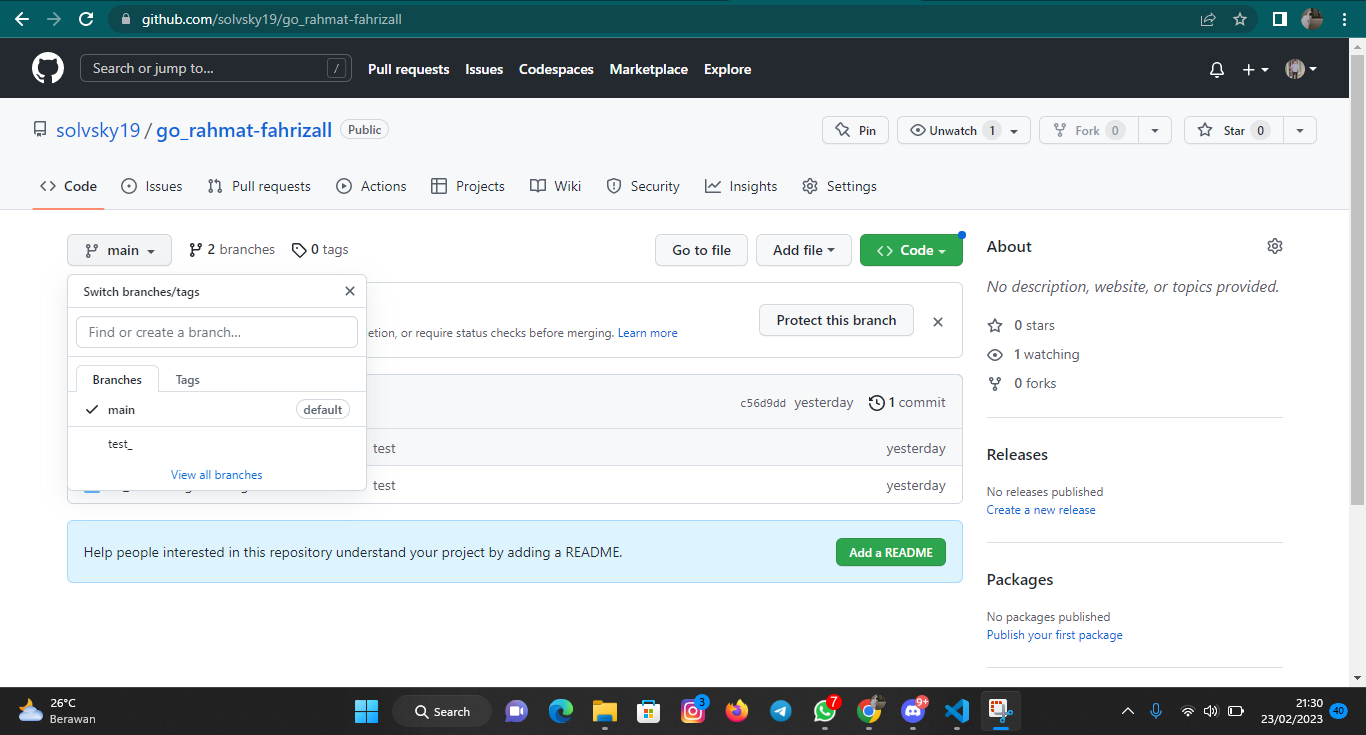 github.com/solvsky19/go_rahmat-fahrizall
Search or jump to... /
Pull requests Issues Codespaces Marketplace Explore
solvsky19 / go_rahmat-fahrizall Public
Pin Unwatch 1 Fork 0 Star 0
Code Issues Pull requests Actions Projects Wiki Security Insights Settings
main 2 branches 0 tags Go to file Add file Code
Switch branches/tags
Find or create a branch...
Branches Tags
main default
test_
View all branches
etion, or require status checks before merging. Learn more
Protect this branch
c56d9dd yesterday 1 commit
test yesterday
test yesterday
Help people interested in this repository understand your project by adding a README.
Add a README
About
No description, website, or topics provided.
0 stars
1 watching
0 forks
Releases
No releases published
Create a new release
Packages
No packages published
Publish your first package
26°C
Berawan
Search
3
7
9+
21:30
23/02/2023
40